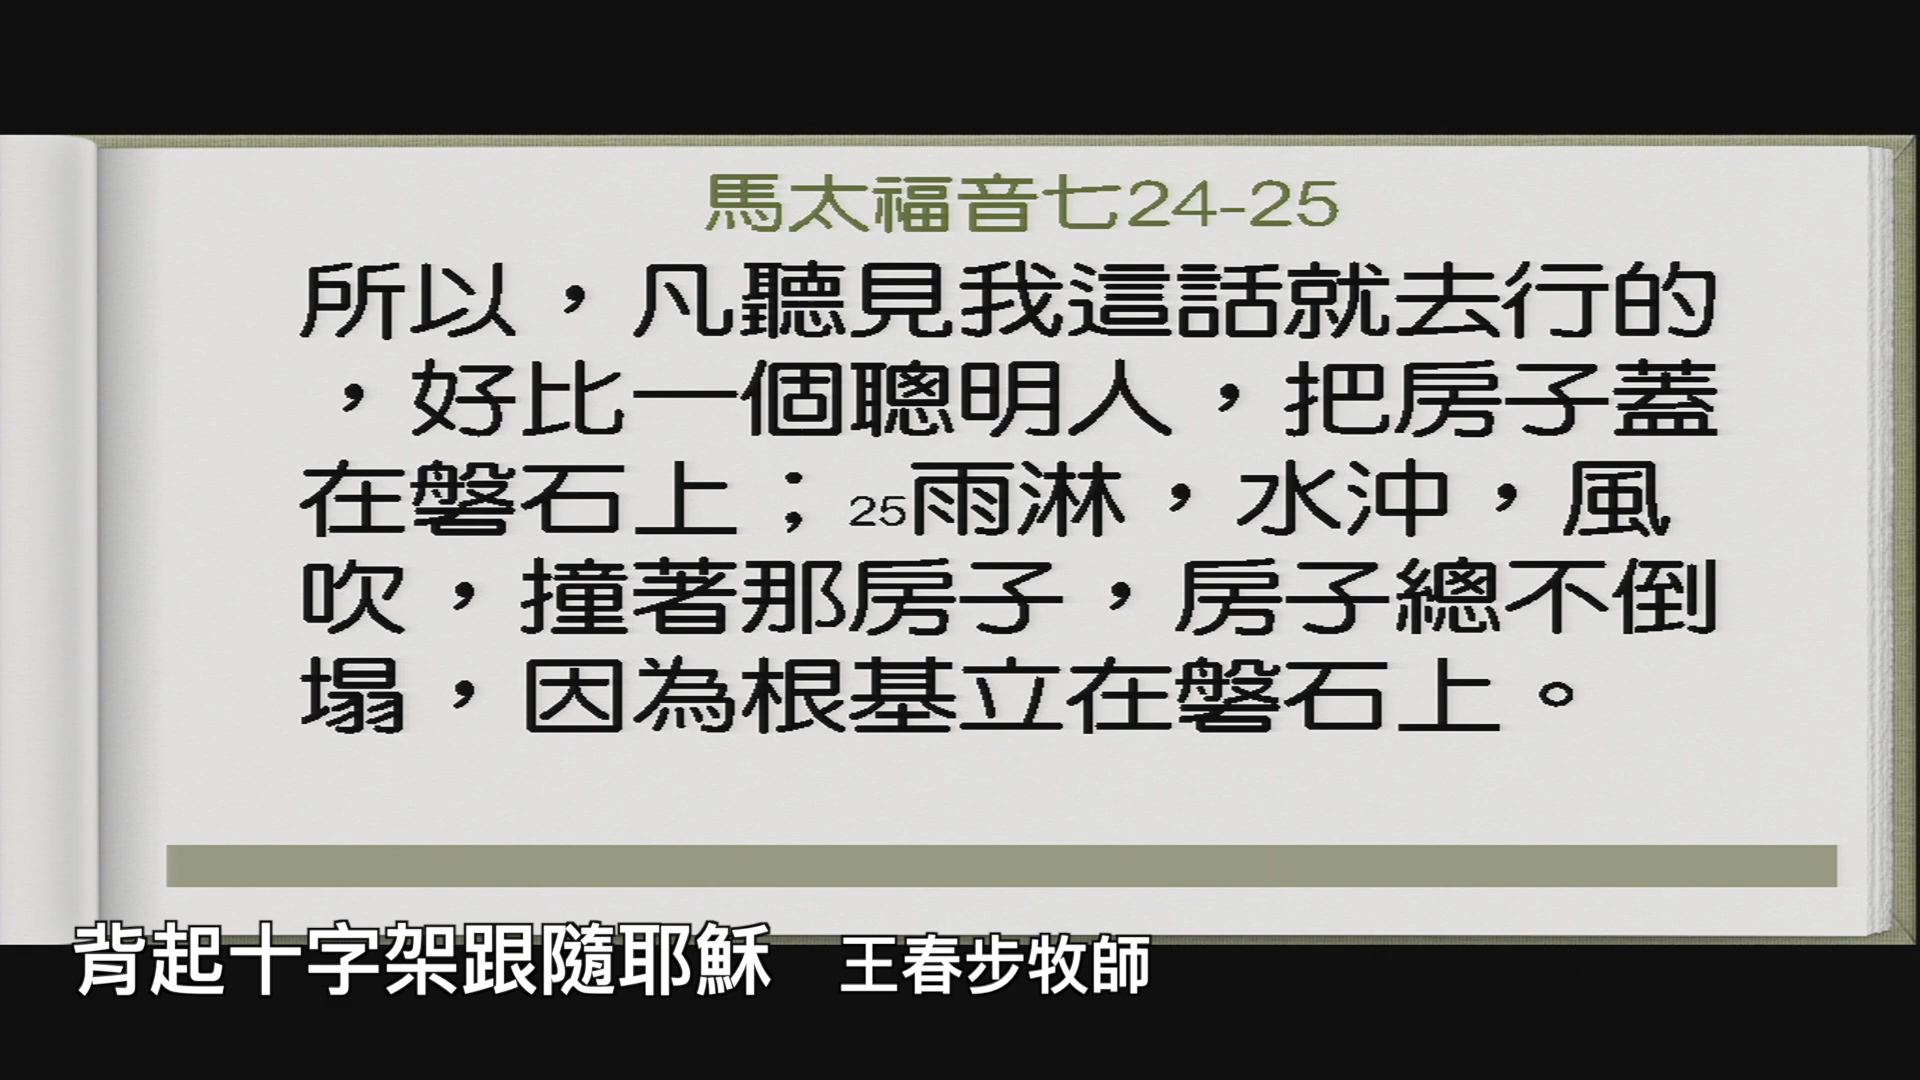 馬太福音七24-25
所以，凡聽見我這話就去行的
，好比一個聰明人，把房子蓋
在磐石上；25雨淋，水沖，風
吹，撞著那房子，房子總不倒
塌，因為根基立在磐石上。
背起十字架跟隨耶穌　王春步牧師